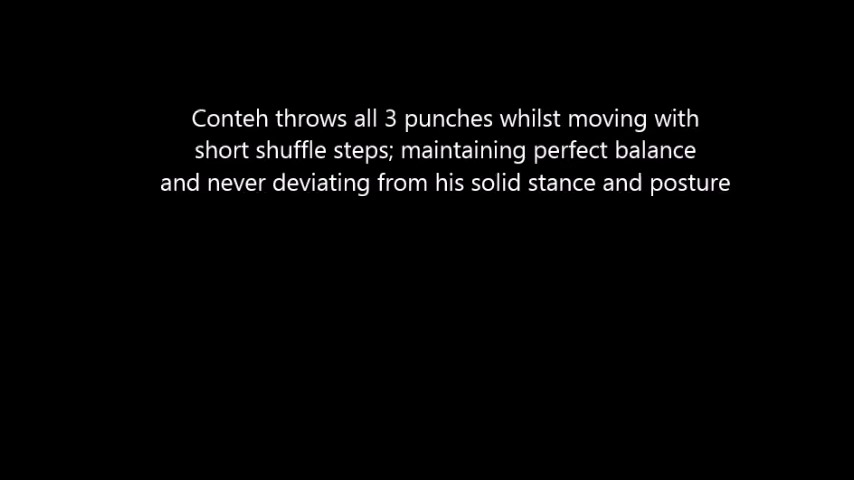 Conteh throws all 3 punches whilst moving with
short shuffle steps; maintaining perfect balance
and never deviating from his solid stance and posture